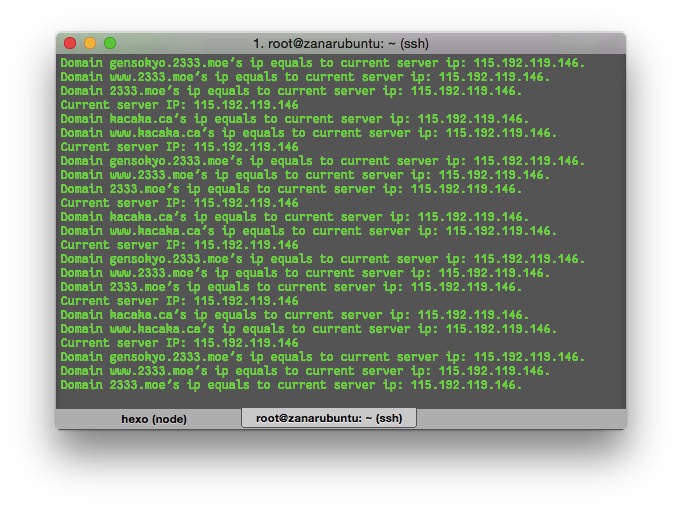 1. root@zanarubuntu: ~ (ssh)
Domain gensokyo.2333.moe's ip equals to current server ip: 115.192.119.146.
Domain www.2333.moe's ip equals to current server ip: 115.192.119.146.
Domain 2333.moe's ip equals to current server ip: 115.192.119.146.
Current server IP: 115.192.119.146
Domain kacaka.ca's ip equals to current server ip: 115.192.119.146.
Domain www.kacaka.ca's ip equals to current server ip: 115.192.119.146.
Current server IP: 115.192.119.146
Domain gensokyo.2333.moe's ip equals to current server ip: 115.192.119.146.
Domain www.2333.moe's ip equals to current server ip: 115.192.119.146.
Domain 2333.moe's ip equals to current server ip: 115.192.119.146.
Current server IP: 115.192.119.146
Domain kacaka.ca's ip equals to current server ip: 115.192.119.146.
Domain www.kacaka.ca's ip equals to current server ip: 115.192.119.146.
Current server IP: 115.192.119.146
Domain gensokyo.2333.moe's ip equals to current server ip: 115.192.119.146.
Domain www.2333.moe's ip equals to current server ip: 115.192.119.146.
Domain 2333.moe's ip equals to current server ip: 115.192.119.146.
Current server IP: 115.192.119.146
Domain kacaka.ca's ip equals to current server ip: 115.192.119.146.
Domain www.kacaka.ca's ip equals to current server ip: 115.192.119.146.
Current server IP: 115.192.119.146
Domain gensokyo.2333.moe's ip equals to current server ip: 115.192.119.146.
Domain www.2333.moe's ip equals to current server ip: 115.192.119.146.
Domain 2333.moe's ip equals to current server ip: 115.192.119.146.
hexo (node)
root@zanarubuntu: ~ (ssh)